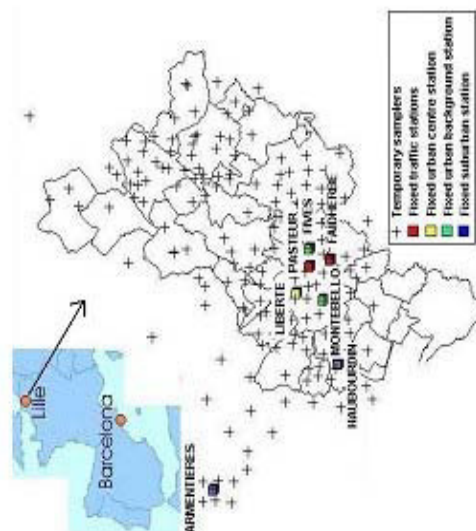 Lille
Barcelona
ARMENTIERES
LIBERTE
PASTEUR
FIVES
FAIDHERBE
MONTEBELLO
HAUBOURDIN
Temporary samplers
Fixed traffic stations
Fixed urban centre station
Fixed urban background station
Fixed suburban station